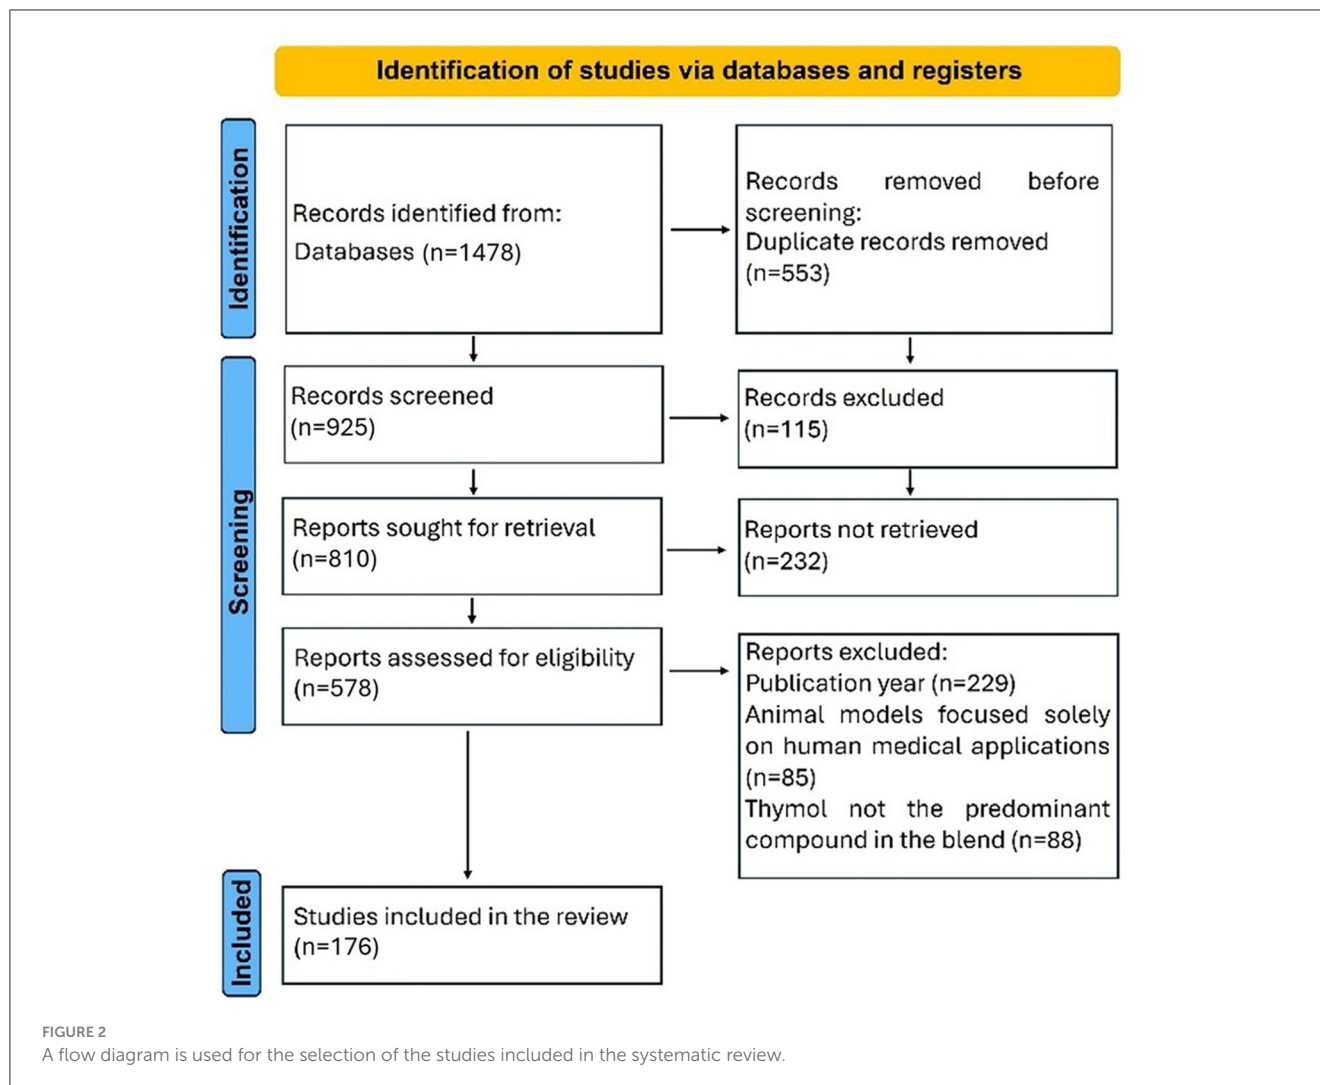 Identification of studies via databases and registers
Identification
Records identified from:
Databases (n=1478)
Records removed before
screening:
Duplicate records removed
(n=553)
Screening
Records screened
(n=925)
Records excluded
(n=115)
Reports sought for retrieval
(n=810)
Reports not retrieved
(n=232)
Reports assessed for eligibility
(n=578)
Reports excluded:
Publication year (n=229)
Animal models focused solely
on human medical applications
(n=85)
Thymol not the predominant
compound in the blend (n=88)
Included
Studies included in the review
(n=176)
FIGURE 2
A flow diagram is used for the selection of the studies included in the systematic review.